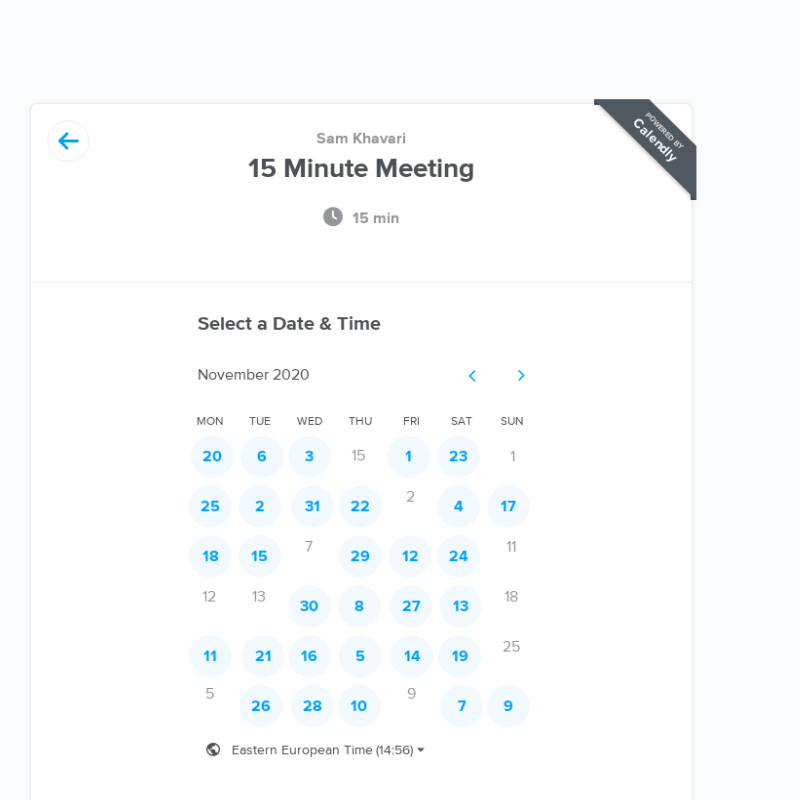 POWERED BY
Calendly
Sam Khavari
15 Minute Meeting
15 min
Select a Date & Time
November 2020
MON TUE WED THU FRI SAT SUN
20 6 3 15 1 23 1
25 2 31 22 2 4 17
18 15 7 29 12 24 11
12 13 30 8 27 13 18
11 21 16 5 14 19 25
5 26 28 10 9 7 9
Eastern European Time (14:56)